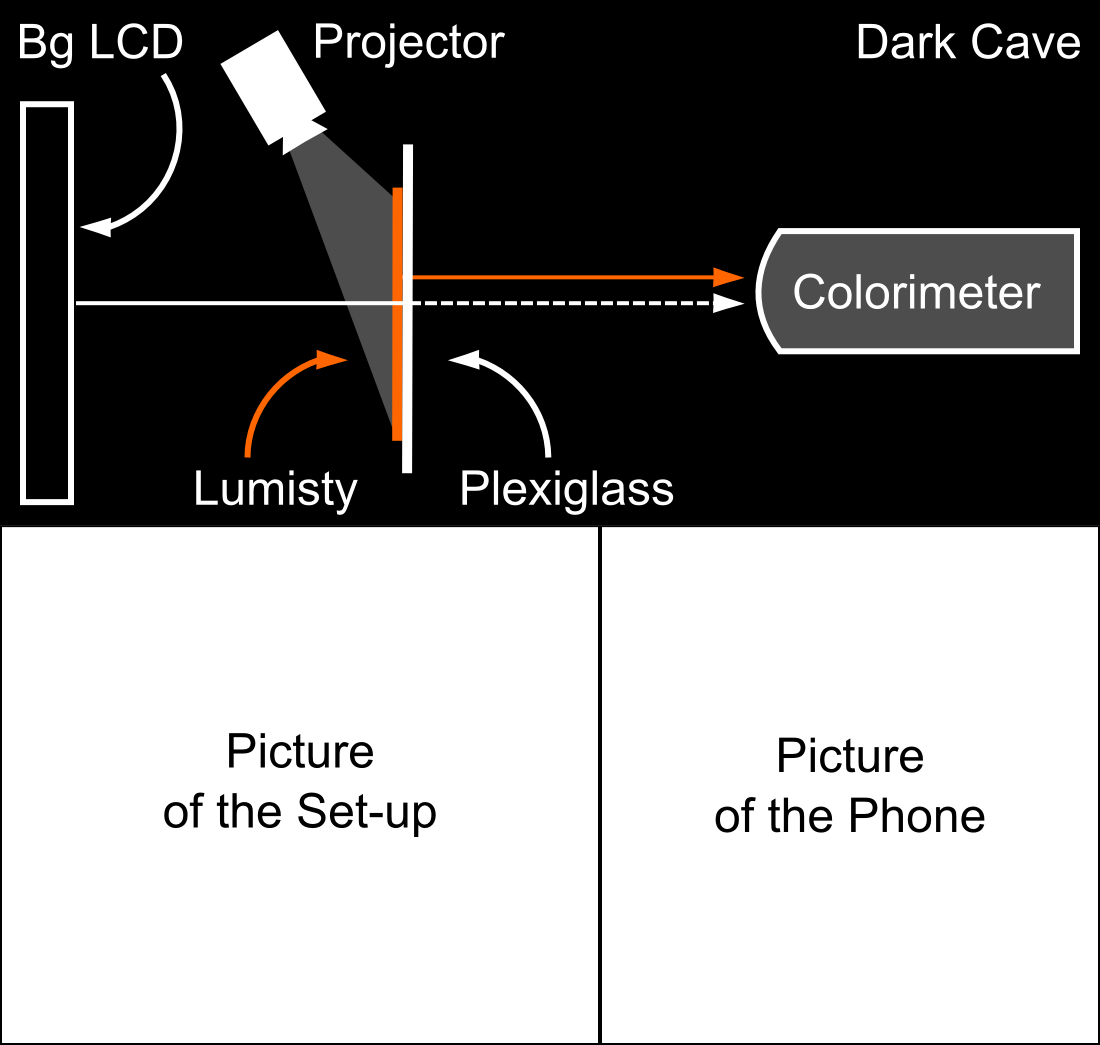 Bg LCD
Projector
Dark Cave
Colorimeter
Lumisty
Plexiglass
Picture
of the Set-up
Picture
of the Phone